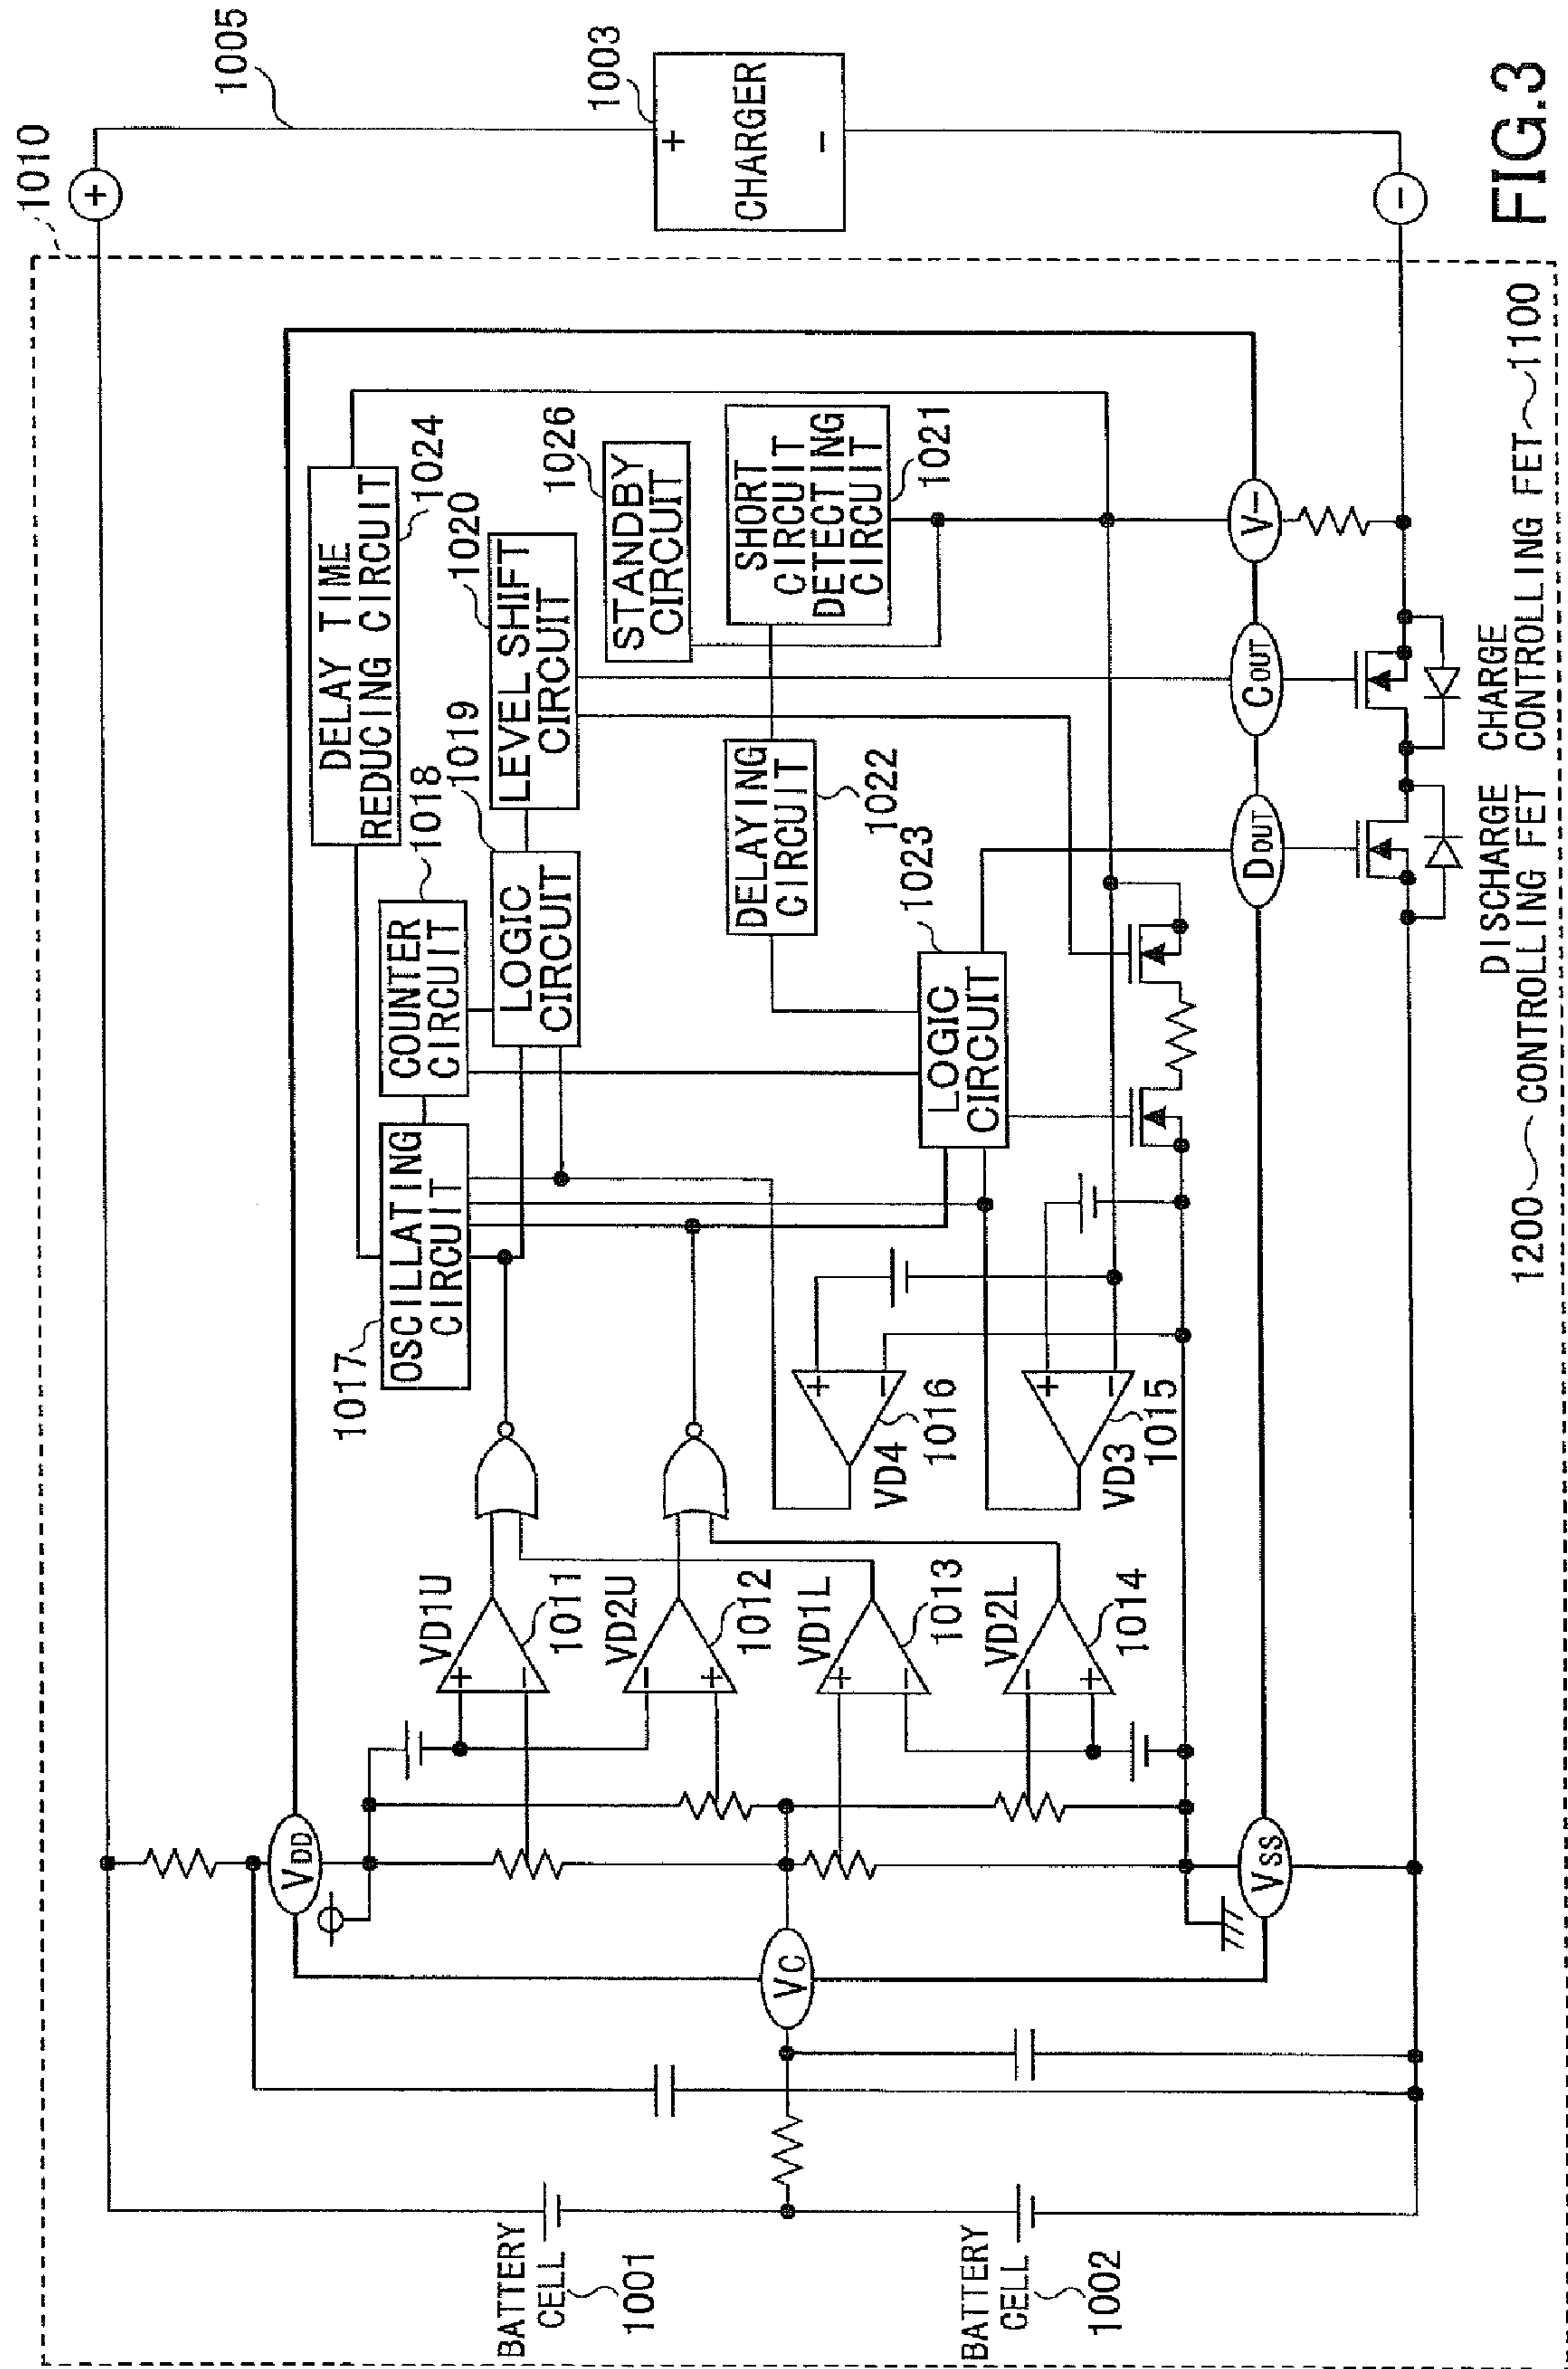 1010
1005
+
1003
+
CHARGER
-
-
FIG.3
DELAY TIME
REDUCING CIRCUIT
1024
1017
OSCILLATING
CIRCUIT
COUNTER
CIRCUIT
1018
LOGIC
CIRCUIT
1019
LEVEL SHIFT
CIRCUIT
1020
STANDBY
CIRCUIT
1026
SHORT
CIRCUIT
DETECTING
CIRCUIT
1021
DELAYING
CIRCUIT
1022
LOGIC
CIRCUIT
1023
VD1U
+
-
1011
VD2U
-
+
1012
VD1L
+
-
1013
VD2L
-
+
1014
VD4
+
-
1016
VD3
+
-
1015
VDD
VC
VSS
DOUT
COUT
V-
BATTERY
CELL
1001
BATTERY
CELL
1002
DISCHARGE
1200 CONTROLLING FET
CHARGE
CONTROLLING FET 1100